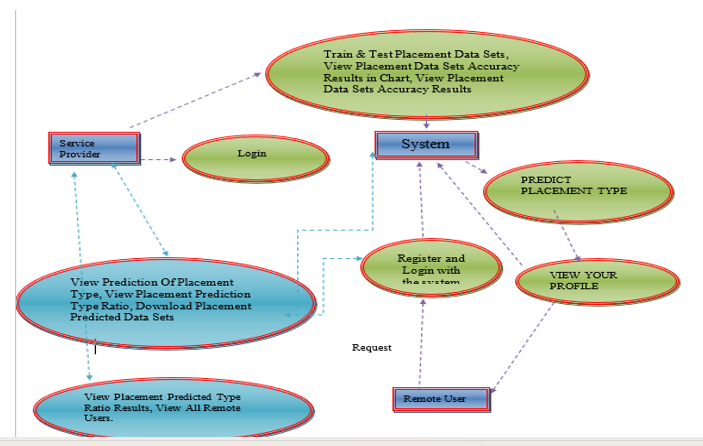 Train & Test Placement Data Sets,
View Placement Data Sets Accuracy
Results in Chart, View Placement
Data Sets Accuracy Results
Service
Provider
Login
System
PREDICT
PLACEMENT TYPE
Register and
Login with
the system
VIEW YOUR
PROFILE
View Prediction Of Placement
Type, View Placement Prediction
Type Ratio, Download Placement
Predicted Data Sets
Request
View Placement Predicted Type
Ratio Results, View All Remote
Users.
Remote User